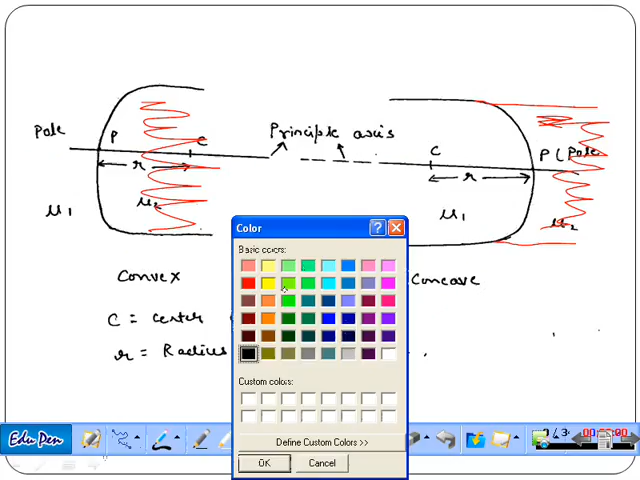 Principle axis
Pole P C C P (Pole
r r
μ1 μ2 μ1 μ2
Color
Basic colors:
Convex Concave
C = center
r = Radius
Custom colors:
Define Custom Colors >>
OK Cancel
Edu Pen